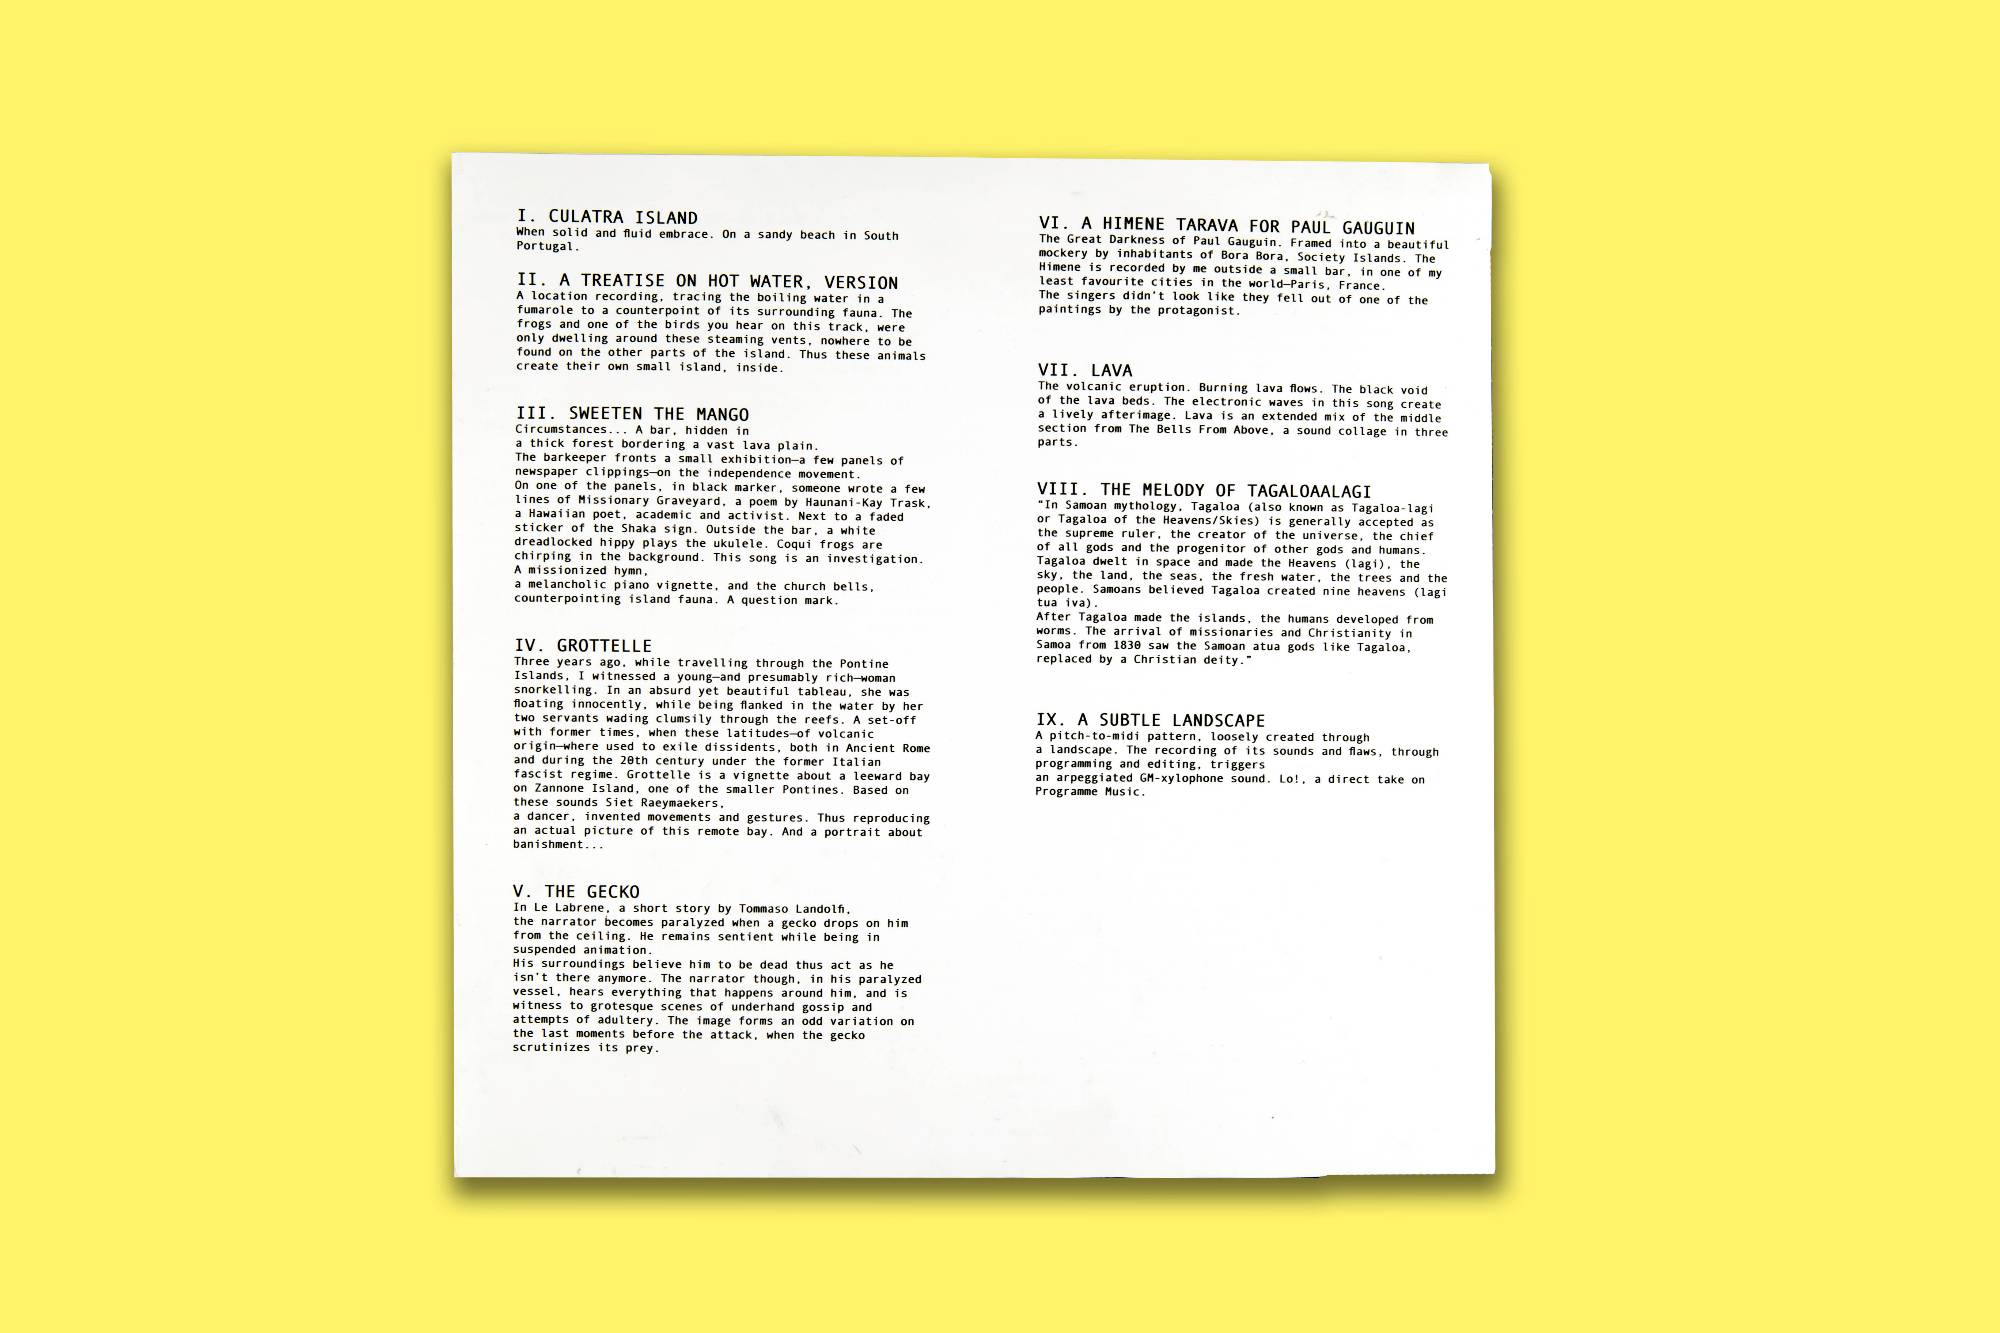 I. CULATRA ISLAND
When solid and fluid embrace. On a sandy beach in South
Portugal.
II. A TREATISE ON HOT WATER, VERSION
A location recording, tracing the boiling water in a
fumarole to a counterpoint of its surrounding fauna. The
frogs and one of the birds you hear on this track, were
only dwelling around these steaming vents, nowhere to be
found on the other parts of the island. Thus these animals
create their own small island, inside.
III. SWEETEN THE MANGO
Circumstances... A bar, hidden in
a thick forest bordering a vast lava plain.
The barkeeper fronts a small exhibition—a few panels of
newspaper clippings—on the independence movement.
On one of the panels, in black marker, someone wrote a few
lines of Missionary Graveyard, a poem by Haunani-Kay Trask,
a Hawaiian poet, academic and activist. Next to a faded
sticker of the Shaka sign. Outside the bar, a white
dreadlocked hippy plays the ukulele. Coqui frogs are
chirping in the background. This song is an investigation.
A missionized hymn,
a melancholic piano vignette, and the church bells,
counterpointing island fauna. A question mark.
IV. GROTTELLE
Three years ago, while travelling through the Pontine
Islands, I witnessed a young—and presumably rich—woman
snorkelling. In an absurd yet beautiful tableau, she was
floating innocently, while being flanked in the water by her
two servants wading clumsily through the reefs. A set-off
with former times, when these latitudes—of volcanic
origin—where used to exile dissidents, both in Ancient Rome
and during the 20th century under the former Italian
fascist regime. Grottelle is a vignette about a leeward bay
on Zannone Island, one of the smaller Pontines. Based on
these sounds Siet Raeymaekers,
a dancer, invented movements and gestures. Thus reproducing
an actual picture of this remote bay. And a portrait about
banishment...
V. THE GECKO
In Le Labrene, a short story by Tommaso Landolfi,
the narrator becomes paralyzed when a gecko drops on him
from the ceiling. He remains sentient while being in
suspended animation.
His surroundings believe him to be dead thus act as he
isn't there anymore. The narrator though, in his paralyzed
vessel, hears everything that happens around him, and is
witness to grotesque scenes of underhand gossip and
attempts of adultery. The image forms an odd variation on
the last moments before the attack, when the gecko
scrutinizes its prey.
VI. A HIMENE TARAVA FOR PAUL GAUGUIN
The Great Darkness of Paul Gauguin. Framed into a beautiful
mockery by inhabitants of Bora Bora, Society Islands. The
Himene is recorded by me outside a small bar, in one of my
least favourite cities in the world—Paris, France.
The singers didn't look like they fell out of one of the
paintings by the protagonist.
VII. LAVA
The volcanic eruption. Burning lava flows. The black void
of the lava beds. The electronic waves in this song create
a lively afterimage. Lava is an extended mix of the middle
section from The Bells From Above, a sound collage in three
parts.
VIII. THE MELODY OF TAGALOAALAGI
"In Samoan mythology, Tagaloa (also known as Tagaloa-lagi
or Tagaloa of the Heavens/Skies) is generally accepted as
the supreme ruler, the creator of the universe, the chief
of all gods and the progenitor of other gods and humans.
Tagaloa dwelt in space and made the Heavens (lagi), the
sky, the land, the seas, the fresh water, the trees and the
people. Samoans believed Tagaloa created nine heavens (lagi
tua iva).
After Tagaloa made the islands, the humans developed from
worms. The arrival of missionaries and Christianity in
Samoa from 1830 saw the Samoan atua gods like Tagaloa,
replaced by a Christian deity."
IX. A SUBTLE LANDSCAPE
A pitch-to-midi pattern, loosely created through
a landscape. The recording of its sounds and flaws, through
programming and editing, triggers
an arpeggiated GM-xylophone sound. Lo!, a direct take on
Programme Music.